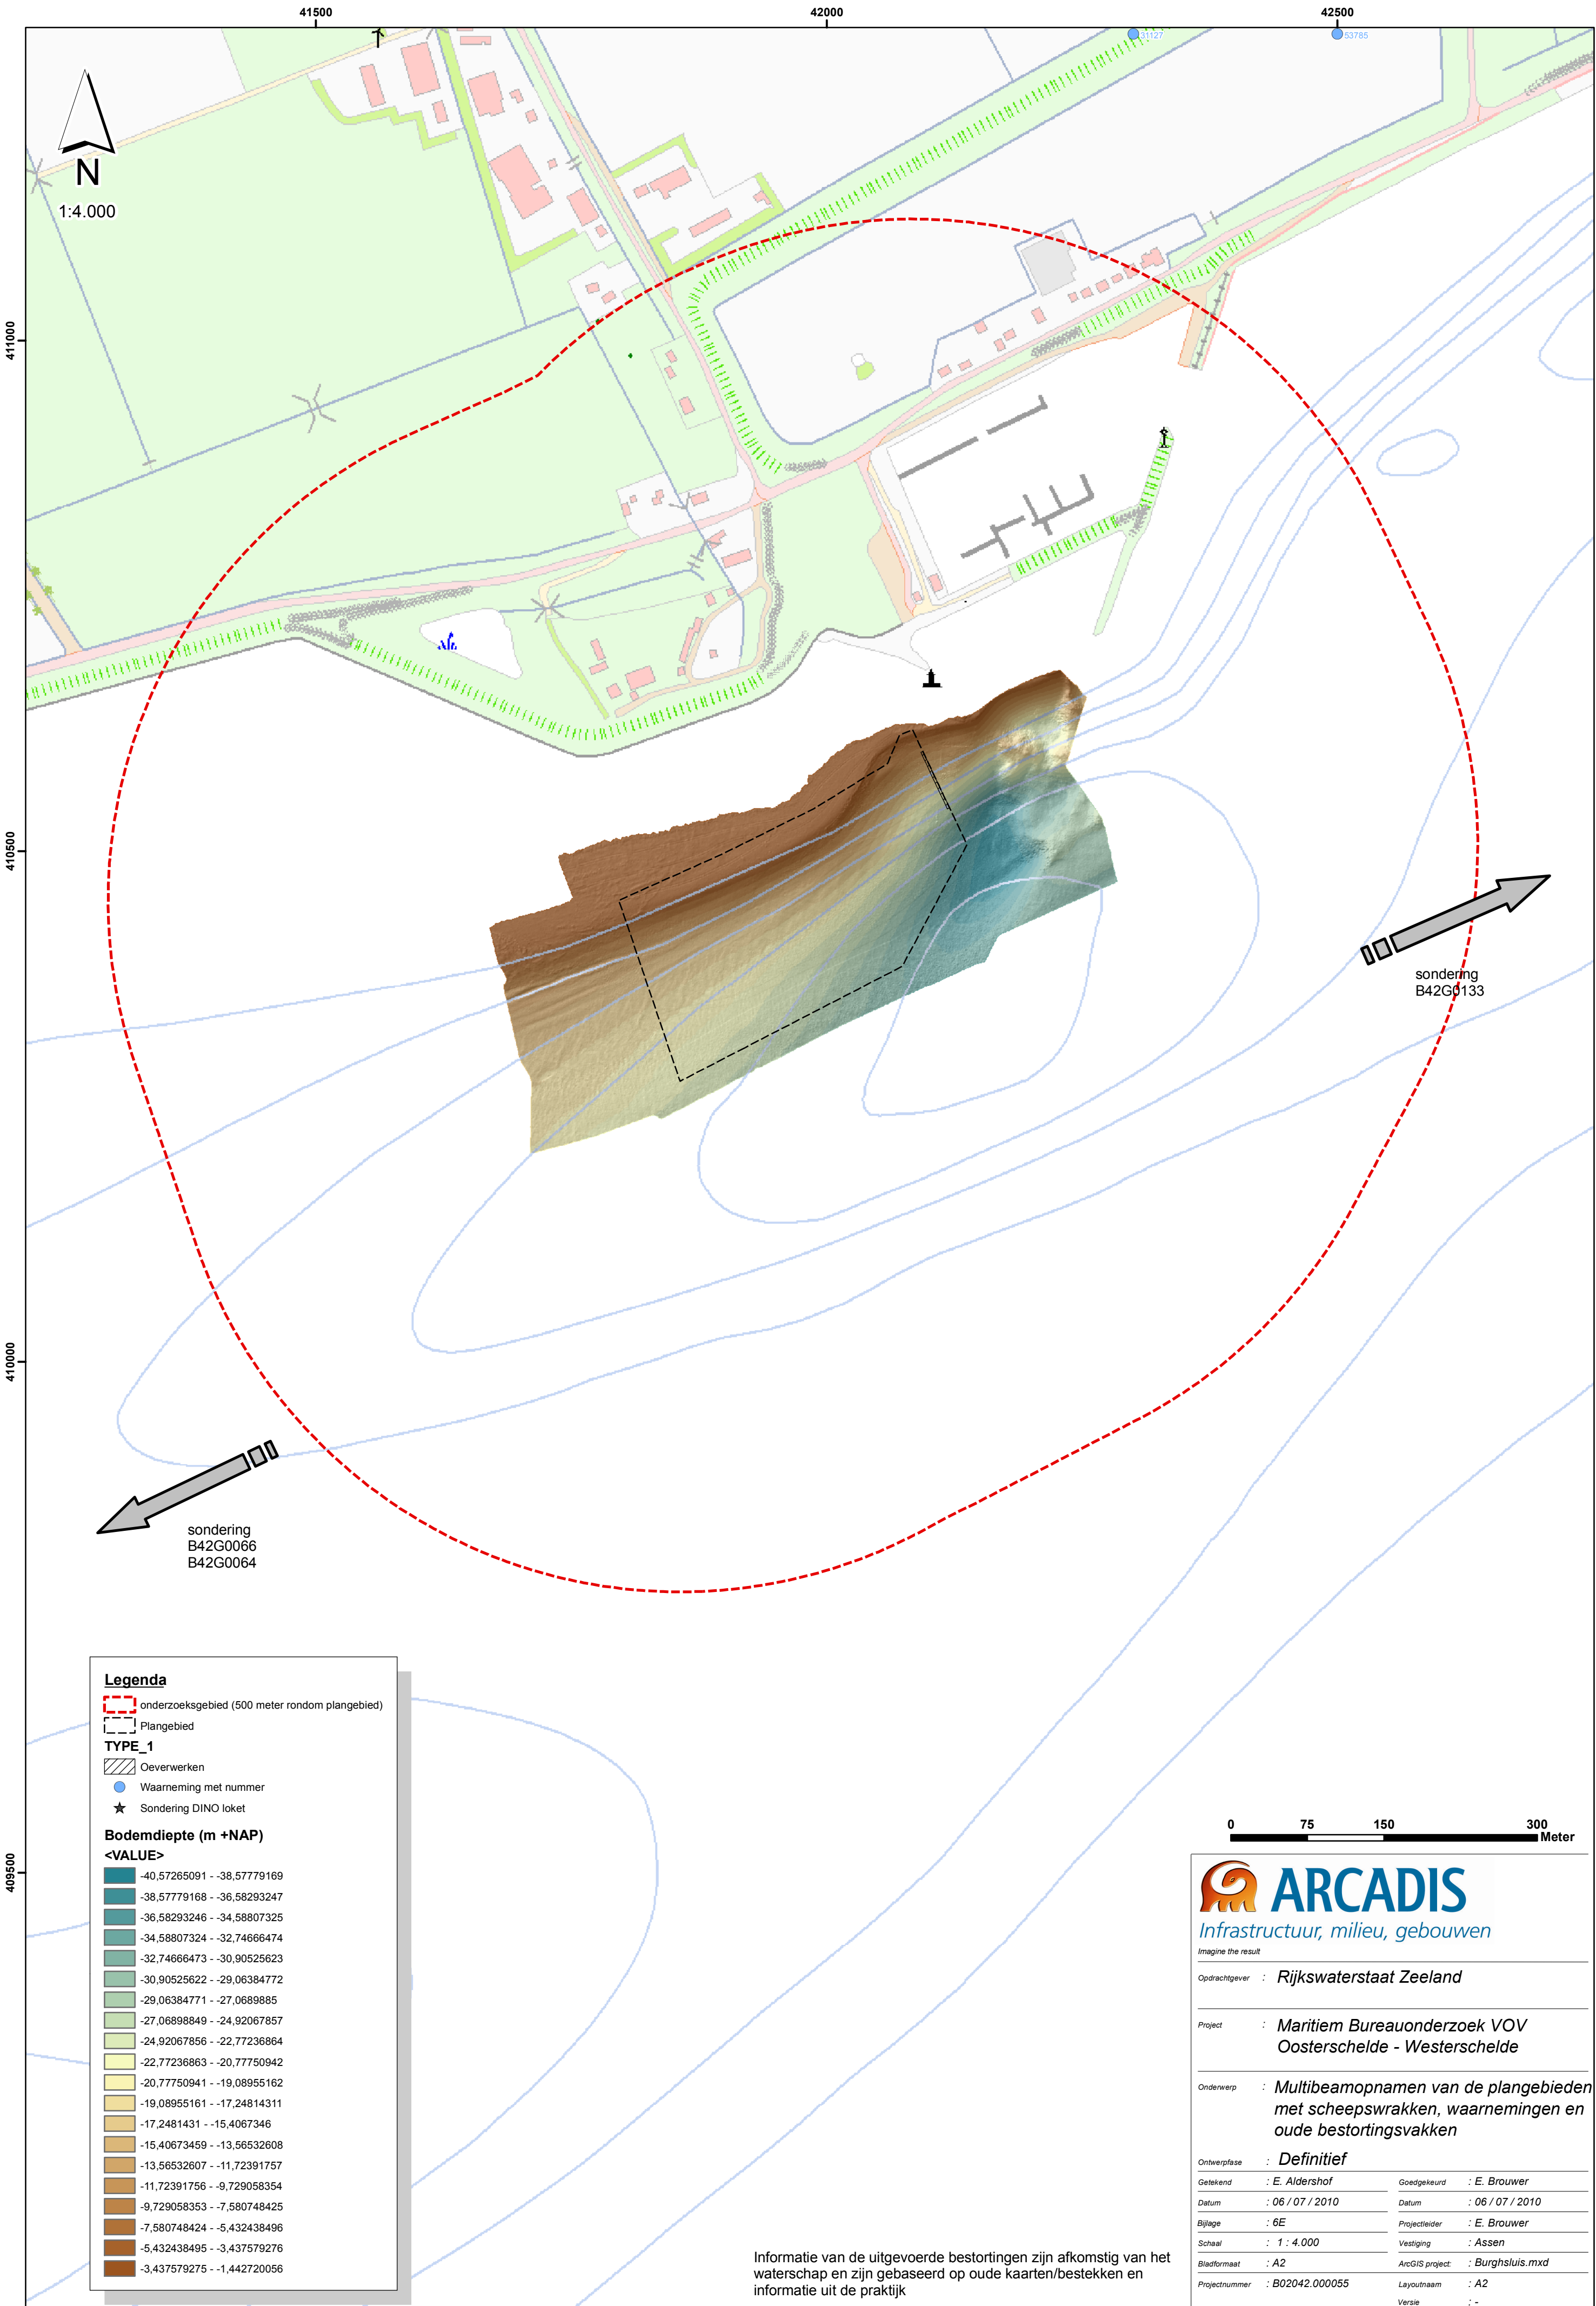 41500
42000
42500
31127
53785
N
1:4.000
411000
410500
410000
409500
sondering
B42G0133
sondering
B42G0066
B42G0064
Legenda
onderzoeksgebied (500 meter rondom plangebied)
Plangebied
TYPE_1
Oeverwerken
Waarneming met nummer
Sondering DINO loket
Bodemdiepte (m +NAP)
<VALUE>
-40,57265091 - -38,57779169
-38,57779168 - -36,58293247
-36,58293246 - -34,58807325
-34,58807324 - -32,74666474
-32,74666473 - -30,90525623
-30,90525622 - -29,06384772
-29,06384771 - -27,0689885
-27,06898849 - -24,92067857
-24,92067856 - -22,77236864
-22,77236863 - -20,77750942
-20,77750941 - -19,08955162
-19,08955161 - -17,24814311
-17,2481431 - -15,4067346
-15,40673459 - -13,56532608
-13,56532607 - -11,72391757
-11,72391756 - -9,729058354
-9,729058353 - -7,580748425
-7,580748424 - -5,432438496
-5,432438495 - -3,437579276
-3,437579275 - -1,442720056
Informatie van de uitgevoerde bestortingen zijn afkomstig van het
waterschap en zijn gebaseerd op oude kaarten/bestekken en
informatie uit de praktijk
0 75 150 300
Meter
ARCADIS
Infrastructuur, milieu, gebouwen
Imagine the result
Opdrachtgever : Rijkswaterstaat Zeeland
Project : Maritiem Bureauonderzoek VOV
Oosterschelde - Westerschelde
Onderwerp : Multibeamopnamen van de plangebieden
met scheepswrakken, waarnemingen en
oude bestortingsvakken
Ontwerpfase : Definitief
Getekend : E. Aldershof Goedgekeurd : E. Brouwer
Datum : 06 / 07 / 2010 Datum : 06 / 07 / 2010
Bijlage : 6E Projectleider : E. Brouwer
Schaal : 1 : 4.000 Vestiging : Assen
Bladformaat : A2 ArcGIS project: : Burghsluis.mxd
Projectnummer : B02042.000055 Layoutnaam : A2
Versie : -